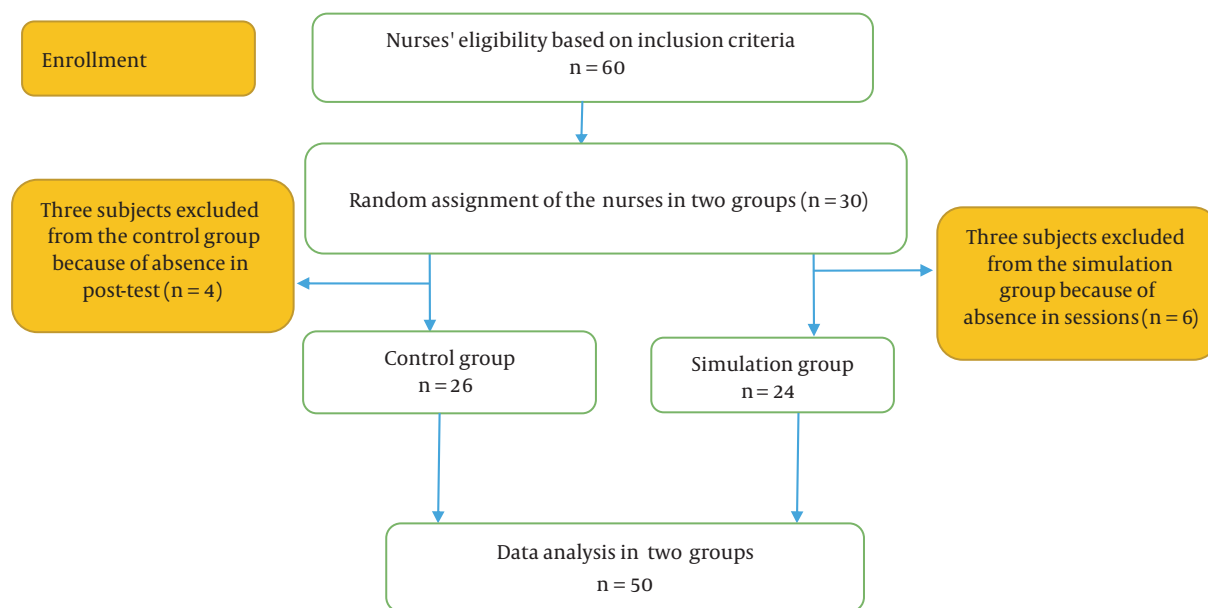 Enrollment
Nurses' eligibility based on inclusion criteria
n = 60
Random assignment of the nurses in two groups (n = 30)
Three subjects excluded
from the control group
because of absence in
post-test (n = 4)
Three subjects excluded
from the simulation
group because of
absence in sessions (n = 6)
Control group
n = 26
Simulation group
n = 24
Data analysis in two groups
n = 50